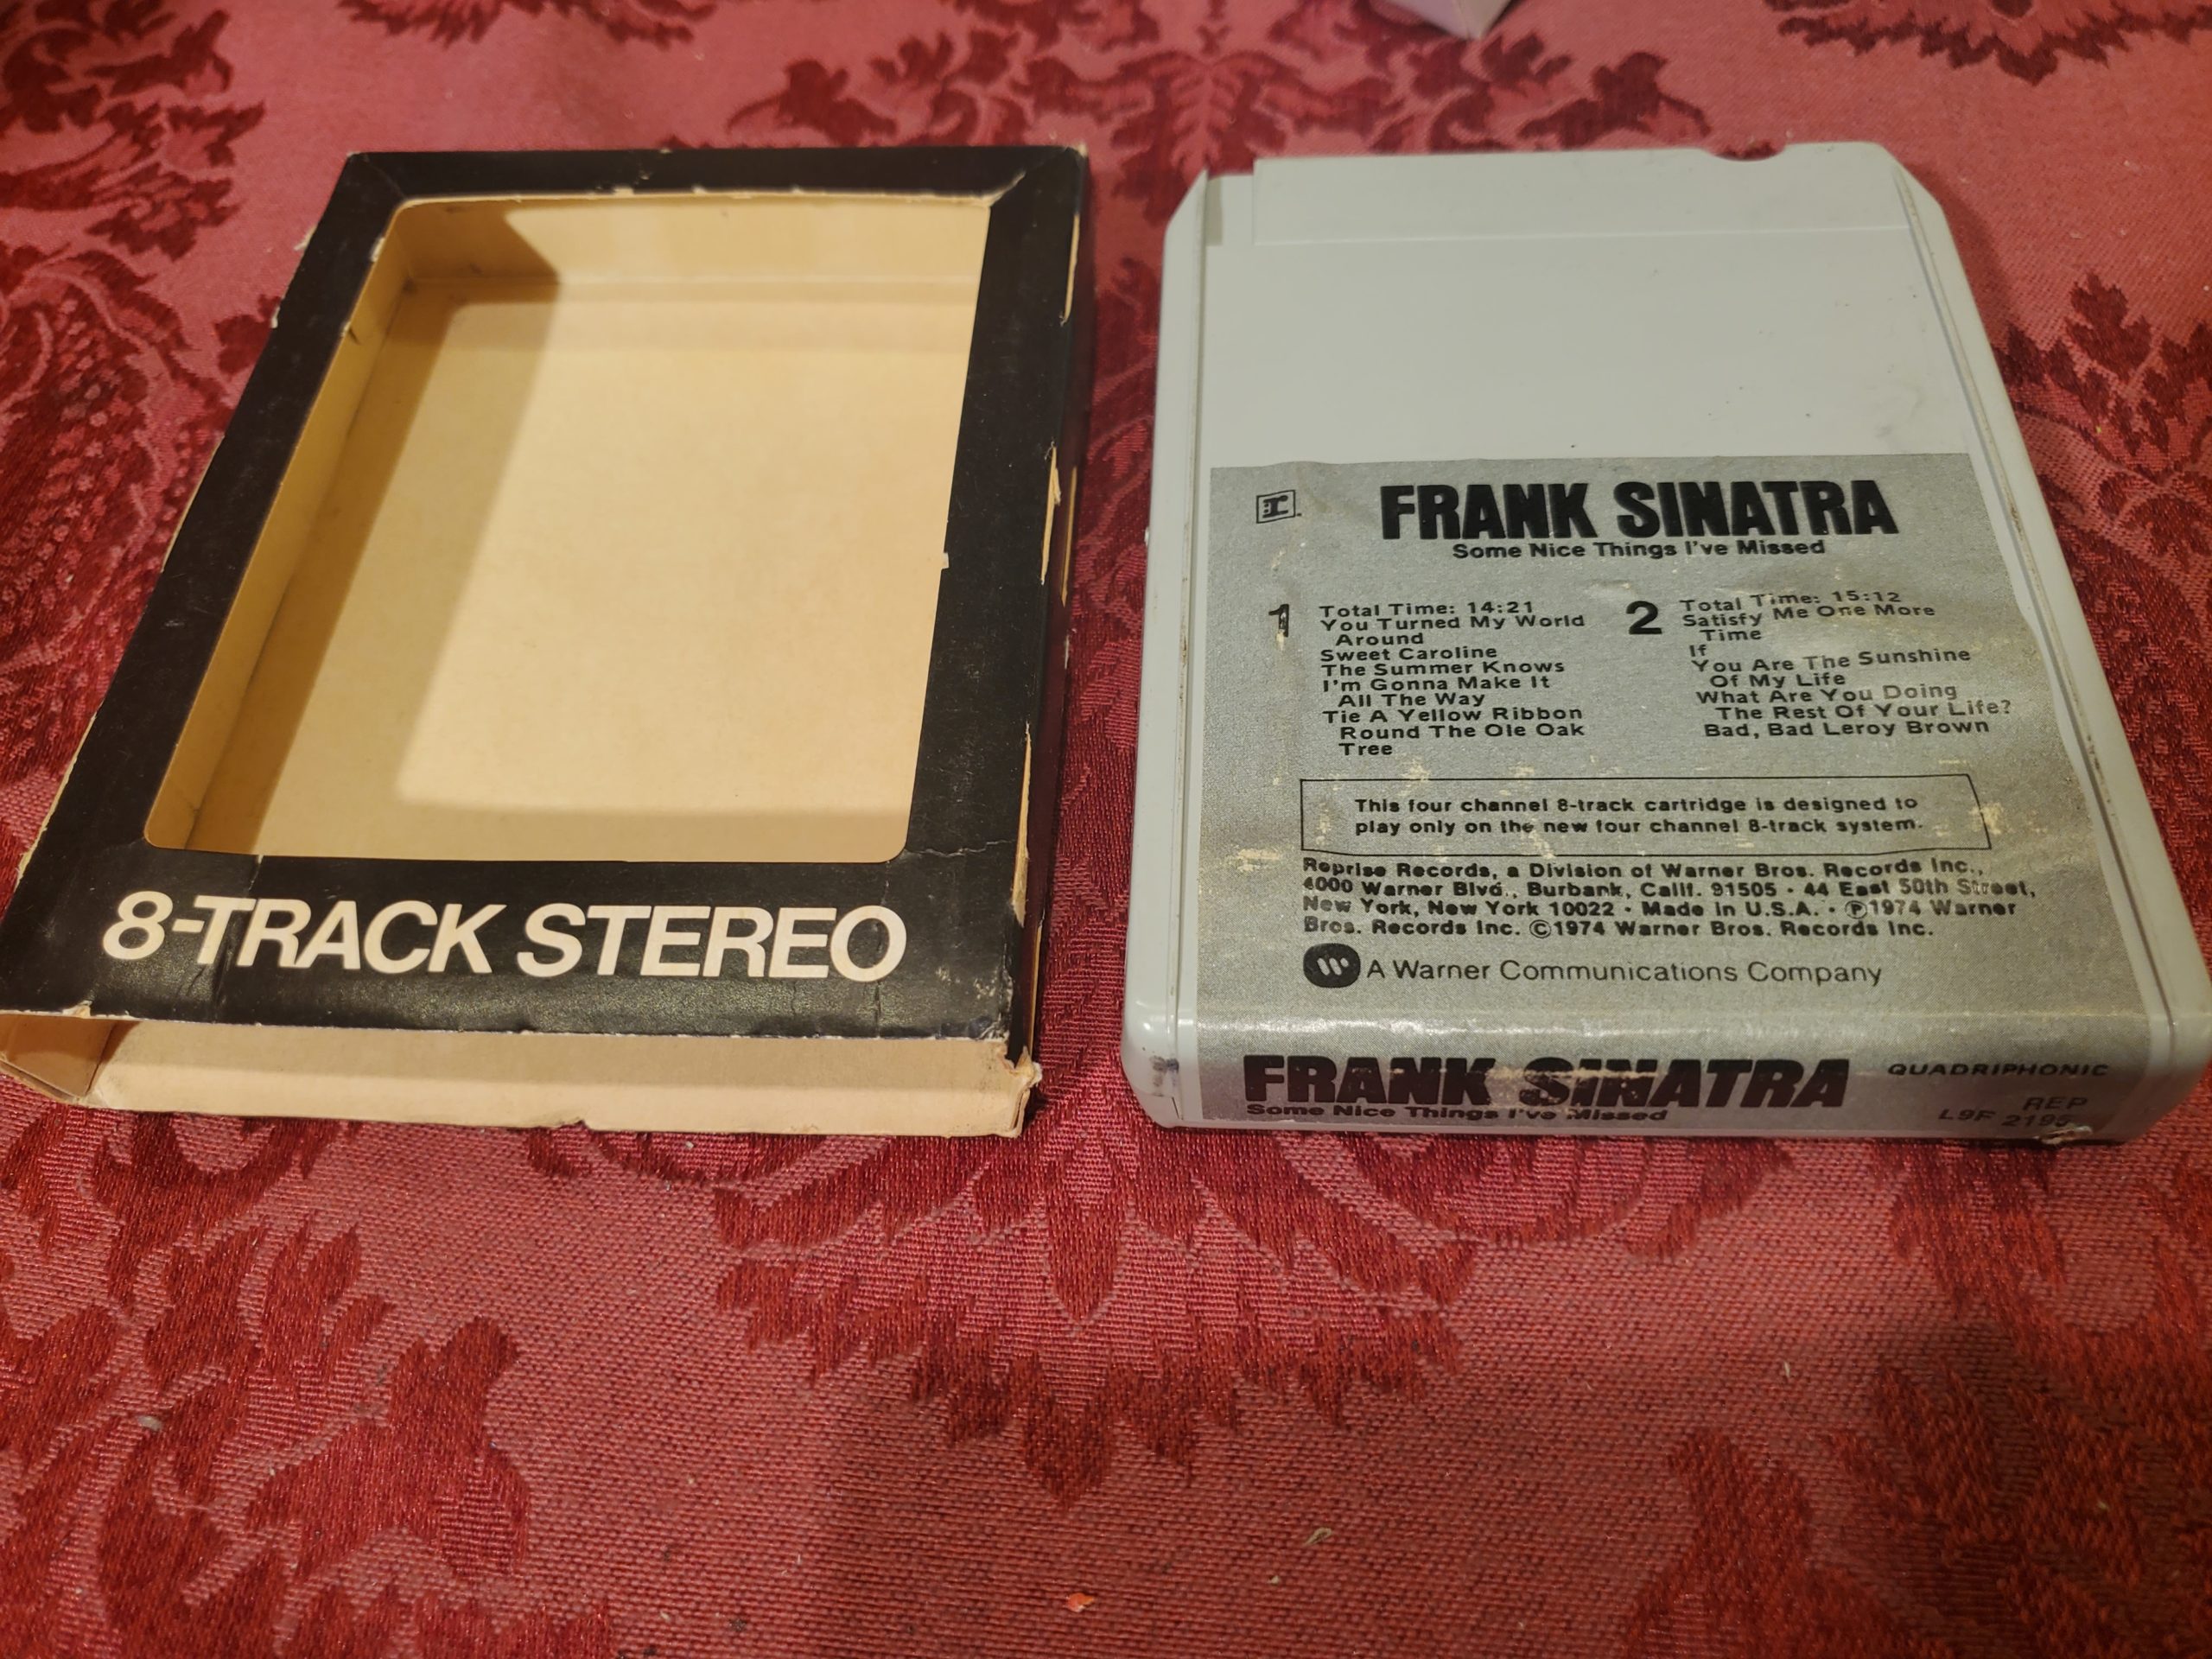 8-TRACK STEREO
r
FRANK SINATRA
Some Nice Things I've Missed
1
Total Time: 14:21
You Turned My World
Around
Sweet Caroline
The Summer Knows
I'm Gonna Make It
All The Way
Tie A Yellow Ribbon
Round The Ole Oak
Tree
2
Total Time: 15:12
Satisfy Me One More
Time
If
You Are The Sunshine
Of My Life
What Are You Doing
The Rest Of Your Life?
Bad, Bad Leroy Brown
This four channel 8-track cartridge is designed to
play only on the new four channel 8-track system.
Reprise Records, a Division of Warner Bros. Records Inc.,
4000 Warner Blvd., Burbank, Calif. 91505 · 44 East 50th Street,
New York, New York 10022 · Made in U.S.A. · ℗1974 Warner
Bros. Records Inc. ©1974 Warner Bros. Records Inc.
A Warner Communications Company
FRANK SINATRA
Some Nice Things I've Missed
QUADRIPHONIC
REP
L9F 2195